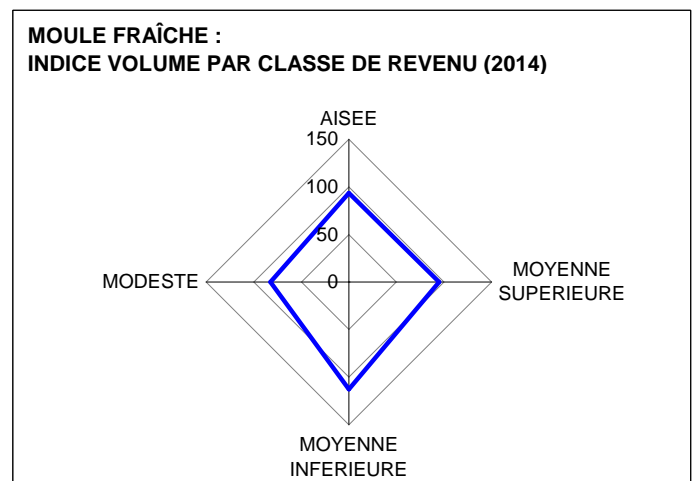 MOULE FRAÎCHE :
INDICE VOLUME PAR CLASSE DE REVENU (2014)
AISEE
150
100
50
0
MODESTE
MOYENNE
SUPERIEURE
MOYENNE
INFERIEURE